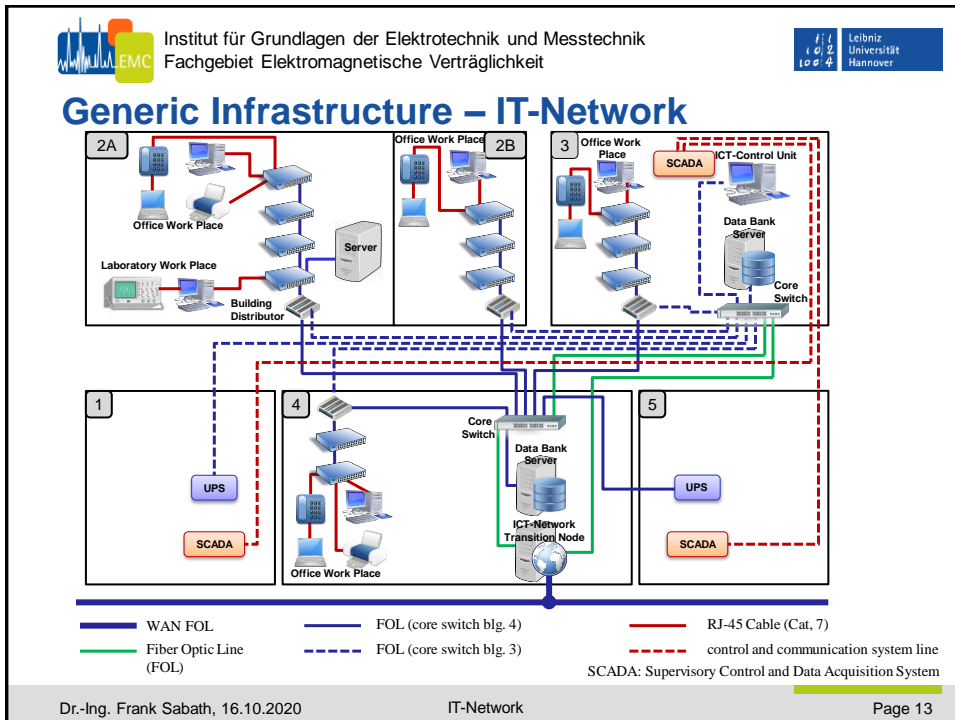 Institut für Grundlagen der Elektrotechnik und Messtechnik
Fachgebiet Elektromagnetische Verträglichkeit
EMC
Leibniz
Universität
Hannover
Generic Infrastructure – IT-Network
2A
Office Work Place
Server
Laboratory Work Place
Building
Distributor
Office Work Place
2B
3
Office Work
Place
SCADA
ICT-Control Unit
Data Bank
Server
Core
Switch
1
UPS
SCADA
4
Core
Switch
Data Bank
Server
ICT-Network
Transition Node
Office Work Place
5
UPS
SCADA
WAN FOL
FOL (core switch blg. 4)
RJ-45 Cable (Cat, 7)
Fiber Optic Line
(FOL)
FOL (core switch blg. 3)
control and communication system line
SCADA: Supervisory Control and Data Acquisition System
Dr.-Ing. Frank Sabath, 16.10.2020
IT-Network
Page 13